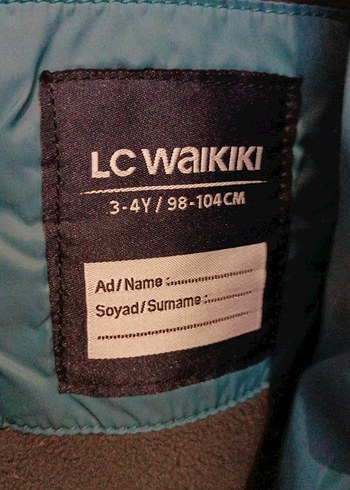 LC WAIKIKI
3-4Y / 98-104CM
Ad/Name :....................
Soyad/Surname :............
........................................